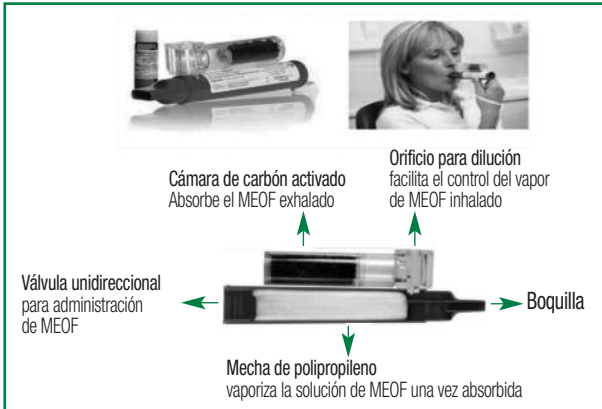 Cámara de carbón activado
Absorbe el MEOF exhalado
Orificio para dilución
facilita el control del vapor
de MEOF inhalado
Válvula unidireccional
para administración
de MEOF
Boquilla
Mecha de polipropileno
vaporiza la solución de MEOF una vez absorbida